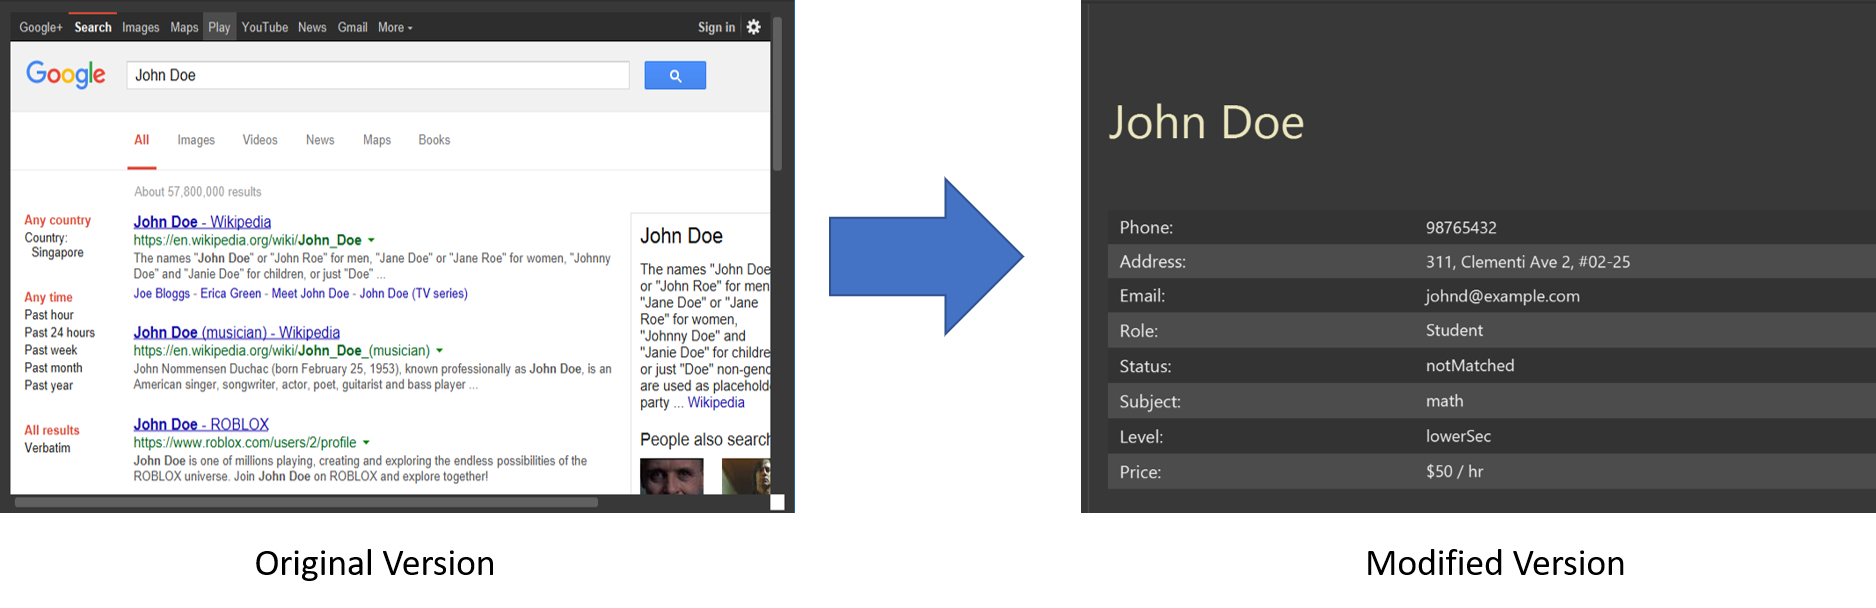 Google+ Search Images Maps Play YouTube News Gmail More Sign in
Google John Doe
All Images Videos News Maps Books
About 57,800,000 results
Any country
Country:
Singapore
Any time
Past hour
Past 24 hours
Past week
Past month
Past year
All results
Verbatim
John Doe - Wikipedia
https://en.wikipedia.org/wiki/John_Doe
The names "John Doe" or "John Roe" for men, "Jane Doe" or "Jane Roe" for women, "Johnny
Doe" and "Janie Doe" for children, or just "Doe" ...
Joe Bloggs - Erica Green - Meet John Doe - John Doe (TV series)
John Doe (musician) - Wikipedia
https://en.wikipedia.org/wiki/John_Doe_(musician)
John Nommensen Duchac (born February 25, 1953), known professionally as John Doe, is an
American singer, songwriter, actor, poet, guitarist and bass player ...
John Doe - ROBLOX
https://www.roblox.com/users/2/profile
John Doe is one of millions playing, creating and exploring the endless possibilities of the
ROBLOX universe. Join John Doe on ROBLOX and explore together!
John Doe
The names "John Doe
or "John Roe" for men
"Jane Doe" or "Jane
Roe" for women,
"Johnny Doe" and
"Janie Doe" for childre
or just "Doe" non-gend
are used as placehold
party ... Wikipedia
People also search
Original Version
John Doe
Phone: 98765432
Address: 311, Clementi Ave 2, #02-25
Email: johnd@example.com
Role: Student
Status: notMatched
Subject: math
Level: lowerSec
Price: $50 / hr
Modified Version